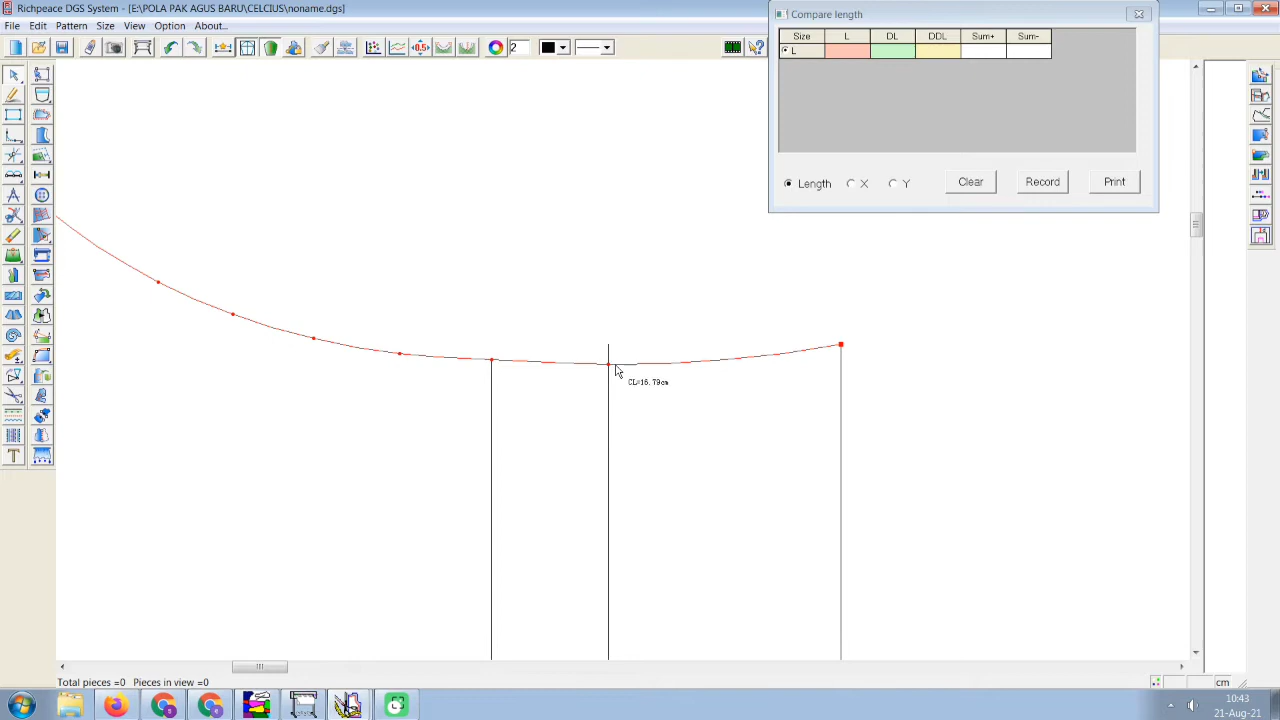 Richpeace DGS System - [E:\POLA PAK AGUS BARU\CELCIUS\noname.dgs]
File Edit Pattern Size View Option About...
2
Compare length
Size L DL DDL Sum+ Sum-
L
Length X Y Clear Record Print
CL=16.79cm
Total pieces =0 Pieces in view =0 cm
10:43
21-Aug-21